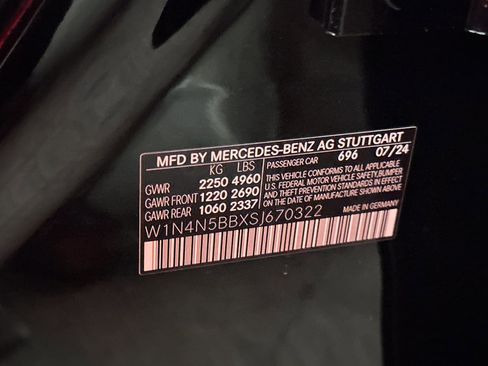 MFD BY MERCEDES-BENZ AG STUTTGART
KG LBS PASSENGER CAR 696 07/24
GVWR 2250 4960
GAWR FRONT 1220 2690
GAWR REAR 1060 2337
THIS VEHICLE CONFORMS TO ALL APPLICABLE
U.S. FEDERAL MOTOR VEHICLE SAFETY,BUMPER
AND THEFT PREVENTION STANDARDS IN EFFECT
ON THE DATE OF MANUFACTURE SHOWN ABOVE.
W1N4N5BBXSJ670322 MADE IN GERMANY